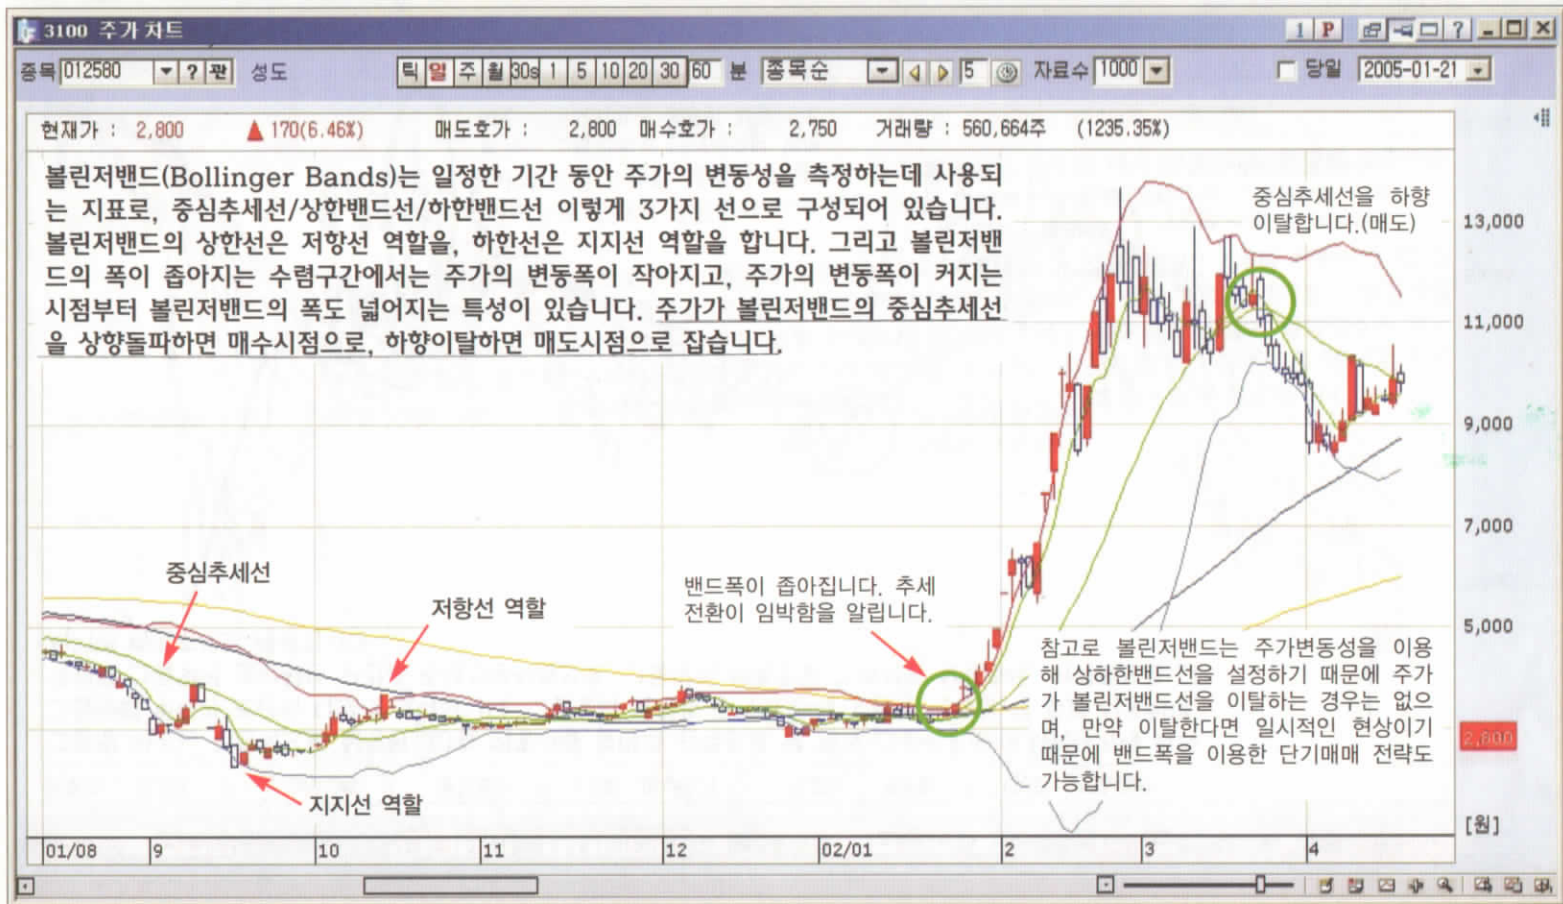 3100 주가차트
1 P
종목 012580 ? 관 성도 틱 일 주 월 30s 1 5 10 20 30 60 분 종목순 5 자료수 1000 당일 2005-01-21
현재가 : 2,800 ▲ 170(6.46%) 매도호가 : 2,800 매수호가 : 2,750 거래량 : 560,664주 (1235.35%)
볼린저밴드(Bollinger Bands)는 일정한 기간 동안 주가의 변동성을 측정하는데 사용되
는 지표로, 중심추세선/상한밴드선/하한밴드선 이렇게 3가지 선으로 구성되어 있습니다.
볼린저밴드의 상한선은 저항선 역할을, 하한선은 지지선 역할을 합니다. 그리고 볼린저밴
드의 폭이 좁아지는 수렴구간에서는 주가의 변동폭이 작아지고, 주가의 변동폭이 커지는
시점부터 볼린저밴드의 폭도 넓어지는 특성이 있습니다. 주가가 볼린저밴드의 중심추세선
을 상향돌파하면 매수시점으로, 하향이탈하면 매도시점으로 잡습니다.
중심추세선을 하향
이탈합니다.(매도)
13,000
11,000
9,000
7,000
5,000
2,800
[원]
중심추세선
저항선 역할
지지선 역할
밴드폭이 좁아집니다. 추세
전환이 임박함을 알립니다.
참고로 볼린저밴드는 주가변동성을 이용
해 상하한밴드선을 설정하기 때문에 주가
가 볼린저밴드선을 이탈하는 경우는 없으
며, 만약 이탈한다면 일시적인 현상이기
때문에 밴드폭을 이용한 단기매매 전략도
가능합니다.
01/08 9 10 11 12 02/01 2 3 4